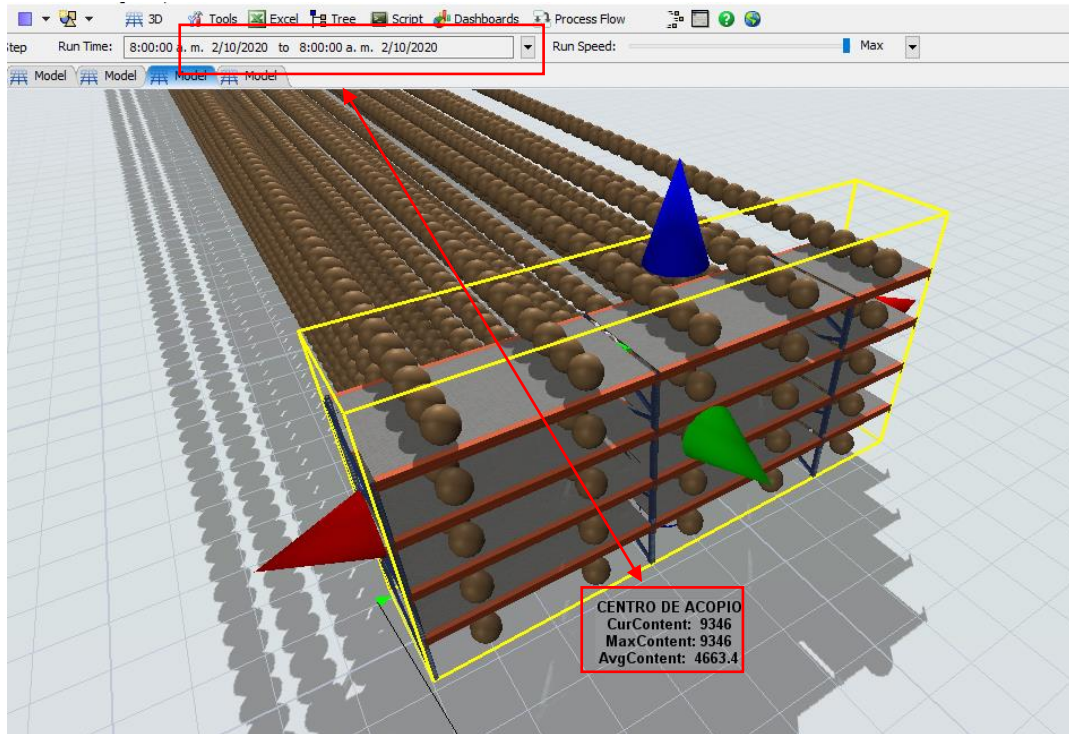 3D Tools Excel Tree Script Dashboards Process Flow
Step Run Time: 8:00:00 a. m. 2/10/2020 to 8:00:00 a. m. 2/10/2020 Run Speed: Max
Model Model Model Model
CENTRO DE ACOPIO
CurContent: 9346
MaxContent: 9346
AvgContent: 4663.4